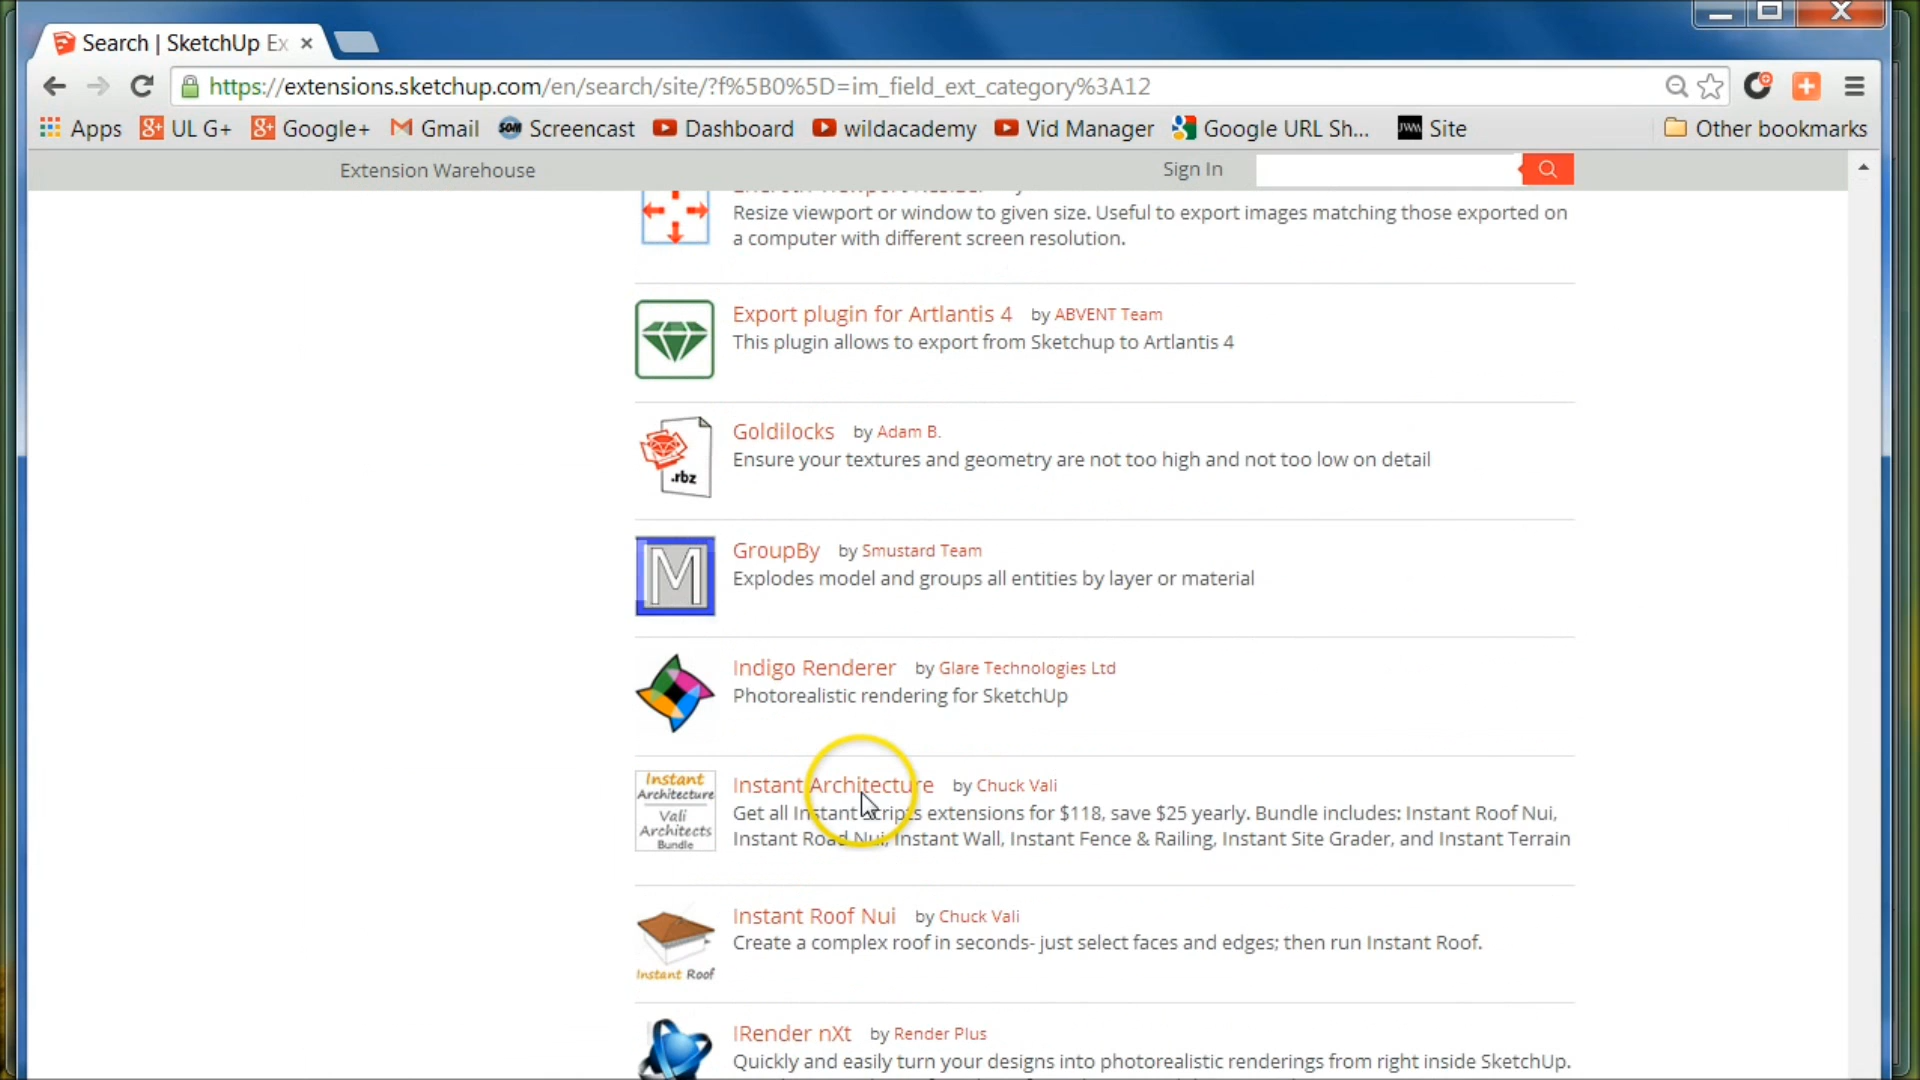 Search | SketchUp Ex
https://extensions.sketchup.com/en/search/site/?f%5B0%5D=im_field_ext_category%3A12
Apps UL G+ Google+ Gmail Screencast Dashboard wildacademy Vid Manager Google URL Sh... Site Other bookmarks
Extension Warehouse Sign In
Resize viewport or window to given size. Useful to export images matching those exported on
a computer with different screen resolution.
Export plugin for Artlantis 4 by ABVENT Team
This plugin allows to export from Sketchup to Artlantis 4
Goldilocks by Adam B.
Ensure your textures and geometry are not too high and not too low on detail
.rbz
GroupBy by Smustard Team
Explodes model and groups all entities by layer or material
M
Indigo Renderer by Glare Technologies Ltd
Photorealistic rendering for SketchUp
Instant
Architecture
Vali
Architects
Bundle
Instant Architecture by Chuck Vali
Get all Instant Scripts extensions for $118, save $25 yearly. Bundle includes: Instant Roof Nui,
Instant Road Nui, Instant Wall, Instant Fence & Railing, Instant Site Grader, and Instant Terrain
Instant Roof Nui by Chuck Vali
Create a complex roof in seconds- just select faces and edges; then run Instant Roof.
Instant Roof
IRender nXt by Render Plus
Quickly and easily turn your designs into photorealistic renderings from right inside SketchUp.